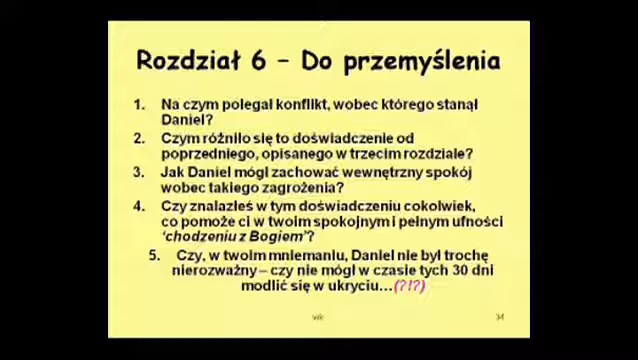 Rozdział 6 – Do przemyślenia
1. Na czym polegał konflikt, wobec którego stanął
Daniel?
2. Czym różniło się to doświadczenie od
poprzedniego, opisanego w trzecim rozdziale?
3. Jak Daniel mógł zachować wewnętrzny spokój
wobec takiego zagrożenia?
4. Czy znalazłeś w tym doświadczeniu cokolwiek,
co pomoże ci w twoim spokojnym i pełnym ufności
‘chodzeniu z Bogiem’?
5. Czy, w twoim mniemaniu, Daniel nie był trochę
nierozważny – czy nie mógł w czasie tych 30 dni
modlić się w ukryciu...(?!?)
34